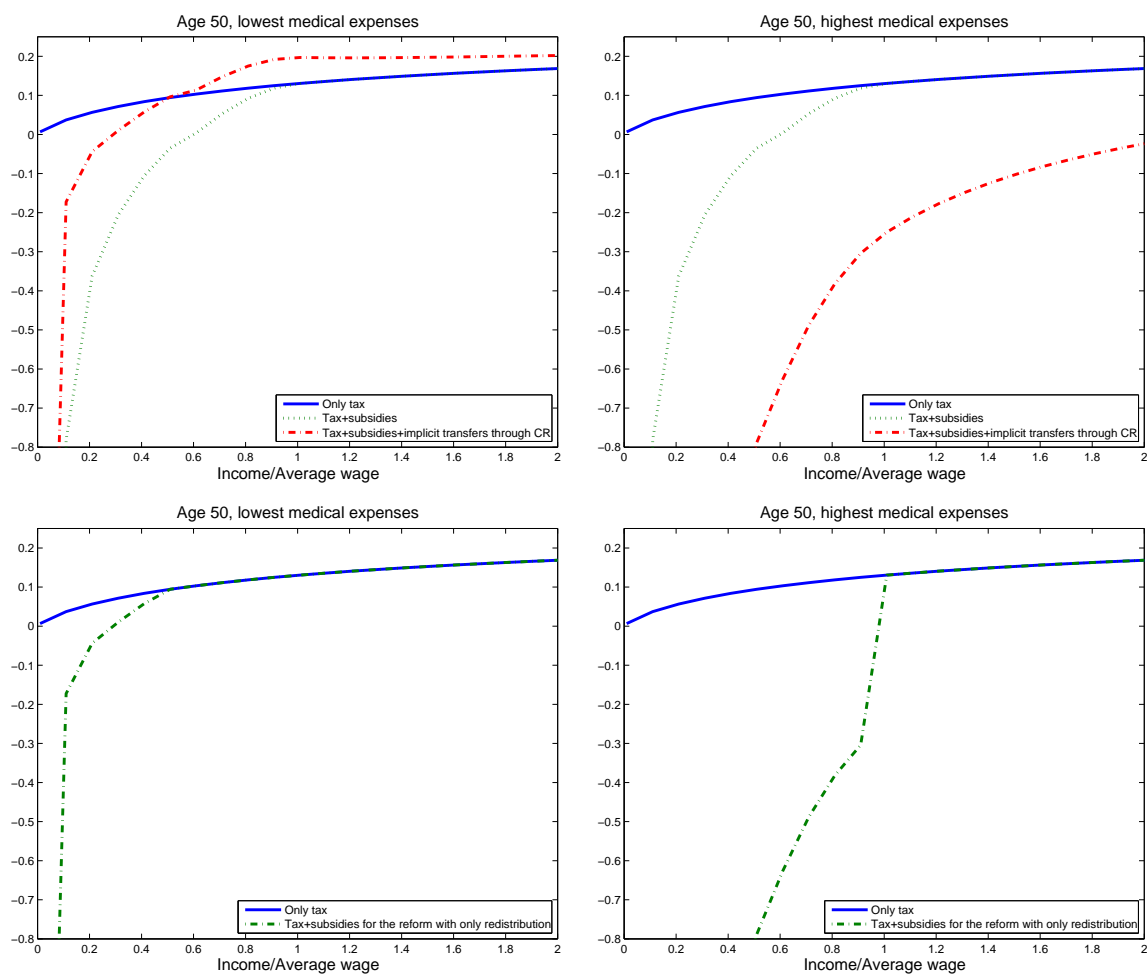 Age 50, lowest medical expenses
0.2
0.1
0
−0.1
−0.2
−0.3
−0.4
−0.5
−0.6
−0.7
−0.8
Only tax
Tax+subsidies
Tax+subsidies+implicit transfers through CR
0 0.2 0.4 0.6 0.8 1 1.2 1.4 1.6 1.8 2
Income/Average wage
Age 50, highest medical expenses
0.2
0.1
0
−0.1
−0.2
−0.3
−0.4
−0.5
−0.6
−0.7
−0.8
Only tax
Tax+subsidies
Tax+subsidies+implicit transfers through CR
0 0.2 0.4 0.6 0.8 1 1.2 1.4 1.6 1.8 2
Income/Average wage
Age 50, lowest medical expenses
0.2
0.1
0
−0.1
−0.2
−0.3
−0.4
−0.5
−0.6
−0.7
−0.8
Only tax
Tax+subsidies for the reform with only redistribution
0 0.2 0.4 0.6 0.8 1 1.2 1.4 1.6 1.8 2
Income/Average wage
Age 50, highest medical expenses
0.2
0.1
0
−0.1
−0.2
−0.3
−0.4
−0.5
−0.6
−0.7
−0.8
Only tax
Tax+subsidies for the reform with only redistribution
0 0.2 0.4 0.6 0.8 1 1.2 1.4 1.6 1.8 2
Income/Average wage